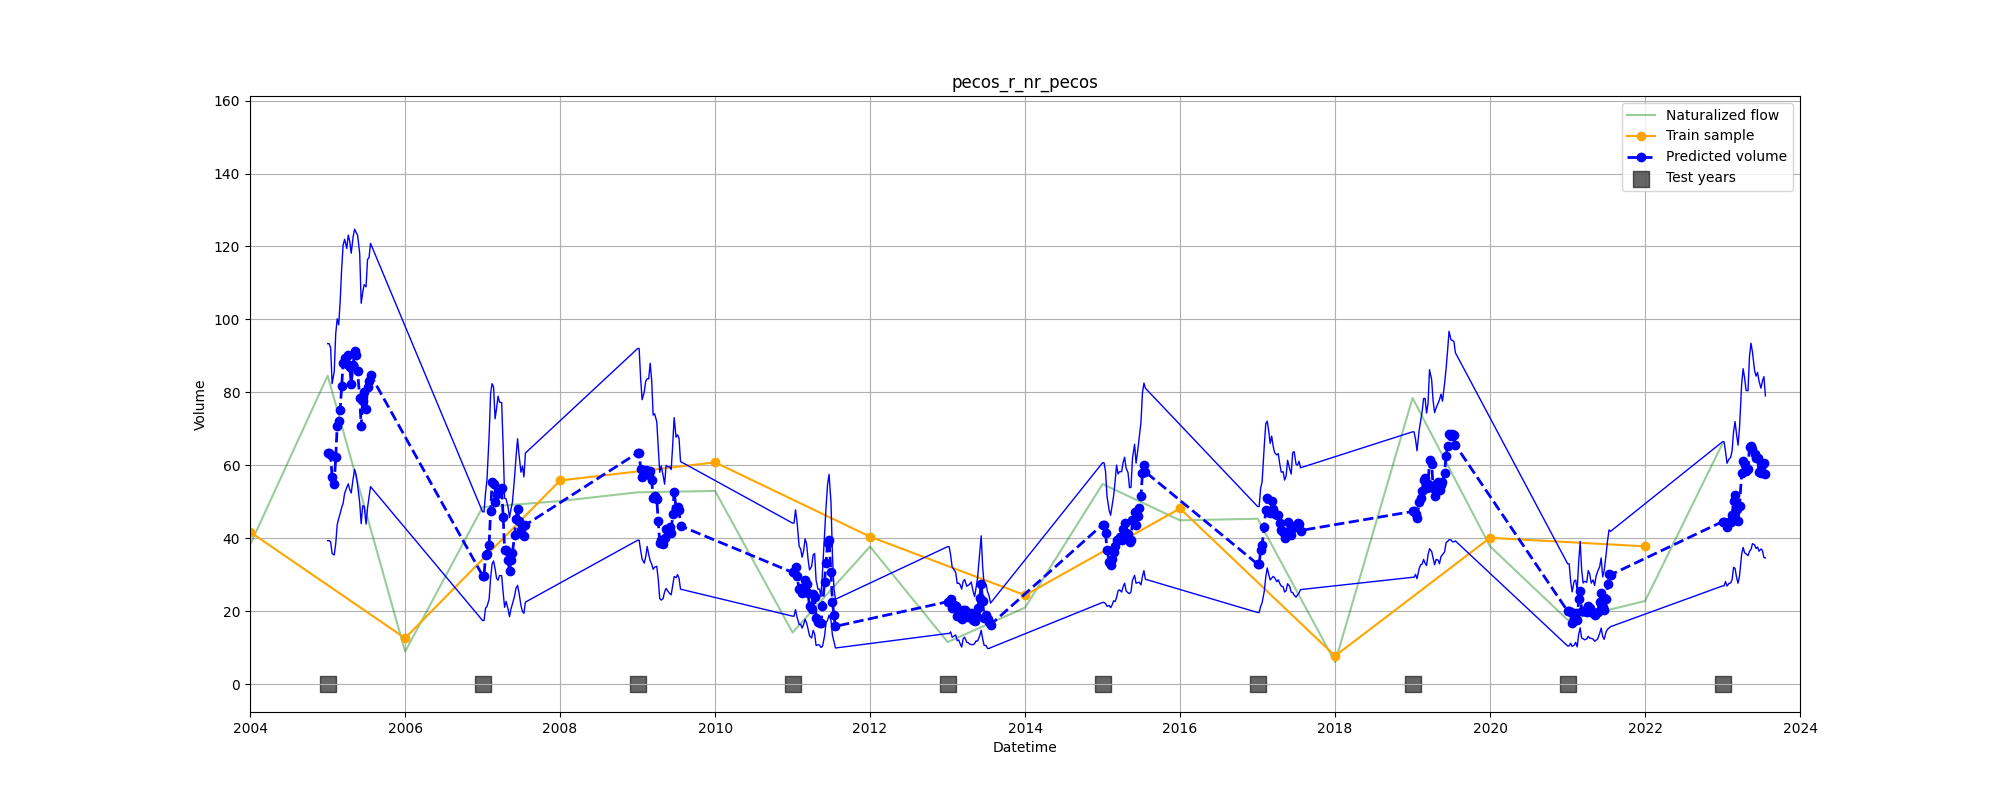 pecos_r_nr_pecos
160
140
120
100
80
60
40
20
0
Volume
Naturalized flow
Train sample
Predicted volume
Test years
2004 2006 2008 2010 2012 2014 2016 2018 2020 2022 2024
Datetime